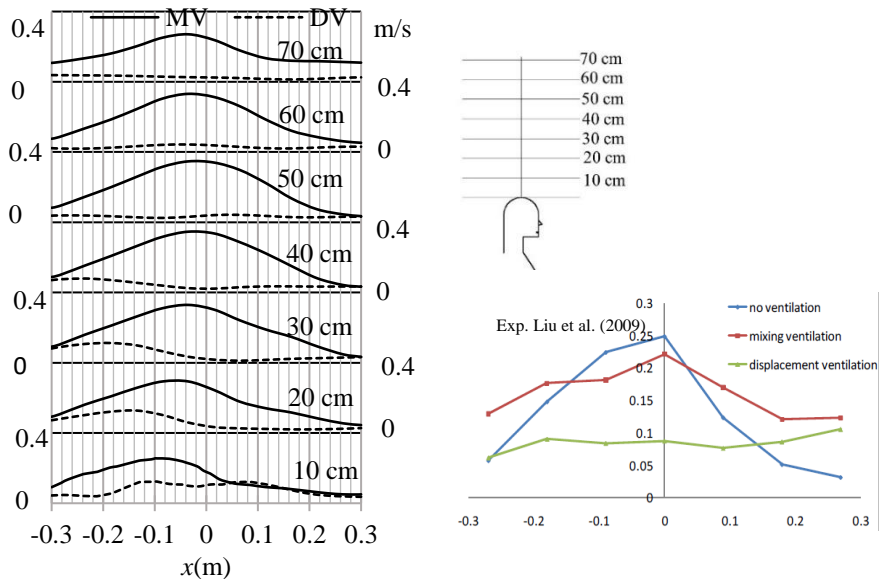 MV DV
0.4 m/s
70 cm
0 0.4
60 cm
0.4 0
50 cm
0 0.4
40 cm
0.4 0
30 cm
0 0.4
20 cm
0.4 0
10 cm
0
-0.3 -0.2 -0.1 0 0.1 0.2 0.3
x(m)
70 cm
60 cm
50 cm
40 cm
30 cm
20 cm
10 cm
0.3
Exp. Liu et al. (2009)
0.25
0.2
0.15
0.1
0.05
0
no ventilation
mixing ventilation
displacement ventilation
-0.3 -0.2 -0.1 0 0.1 0.2 0.3